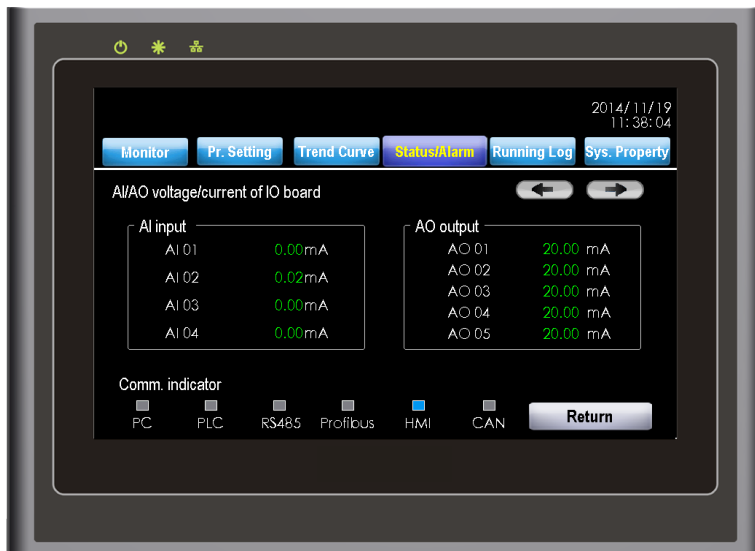 2014/11/19
11:38:04
Monitor Pr. Setting Trend Curve Status/Alarm Running Log Sys. Property
AI/AO voltage/current of IO board
AI input AO output
AI 01 0.00mA
AI 02 0.02mA
AI 03 0.00mA
AI 04 0.00mA
AO 01 20.00 mA
AO 02 20.00 mA
AO 03 20.00 mA
AO 04 20.00 mA
AO 05 20.00 mA
Comm. indicator
PC PLC RS485 Profibus HMI CAN
Return